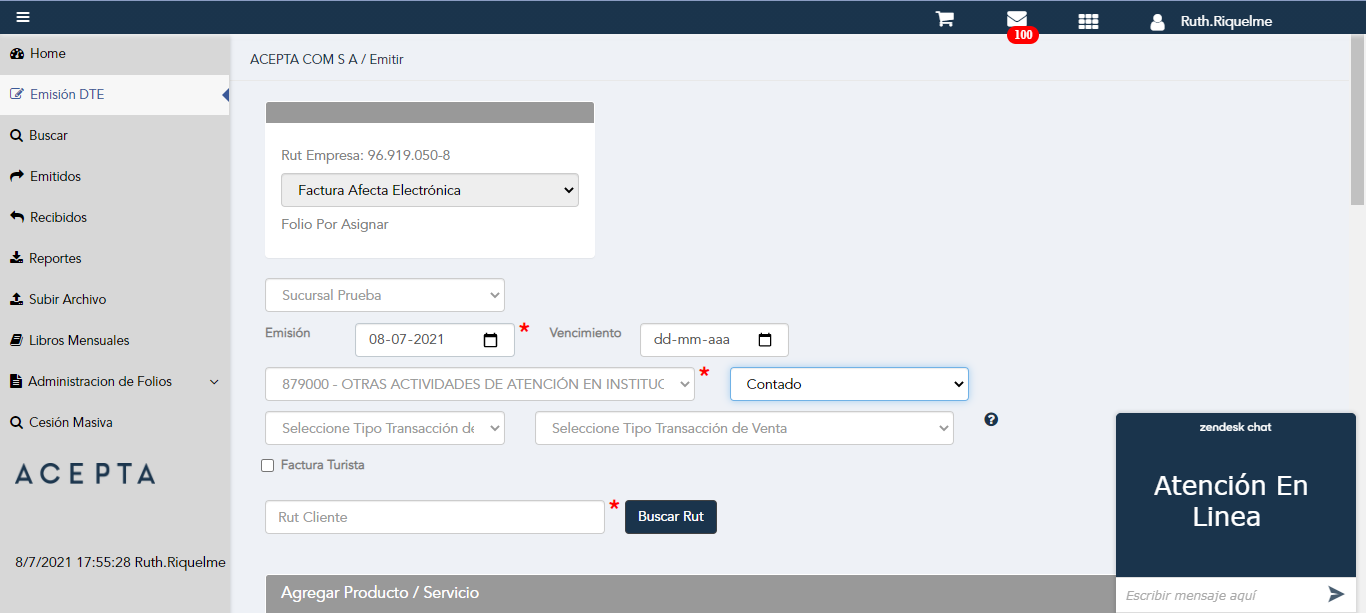 100
Ruth.Riquelme
Home
Emisión DTE
Buscar
Emitidos
Recibidos
Reportes
Subir Archivo
Libros Mensuales
Administracion de Folios
Cesión Masiva
ACEPTA
8/7/2021 17:55:28 Ruth.Riquelme
ACEPTA COM S A / Emitir
Rut Empresa: 96.919.050-8
Factura Afecta Electrónica
Folio Por Asignar
Sucursal Prueba
Emisión 08-07-2021 * Vencimiento dd-mm-aaa
879000 - OTRAS ACTIVIDADES DE ATENCIÓN EN INSTITUC * Contado
Seleccione Tipo Transacción de Seleccione Tipo Transacción de Venta ?
Factura Turista
Rut Cliente * Buscar Rut
Agregar Producto / Servicio
zendesk chat
Atención En
Linea
Escribir mensaje aquí